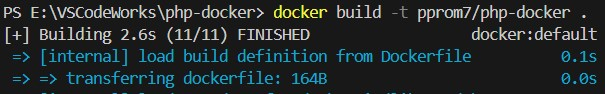 PS E:\VSCodeWorks\php-docker> docker build -t pprom7/php-docker .
[+] Building 2.6s (11/11) FINISHED docker:default
=> [internal] load build definition from Dockerfile 0.1s
=> => transferring dockerfile: 164B 0.0s